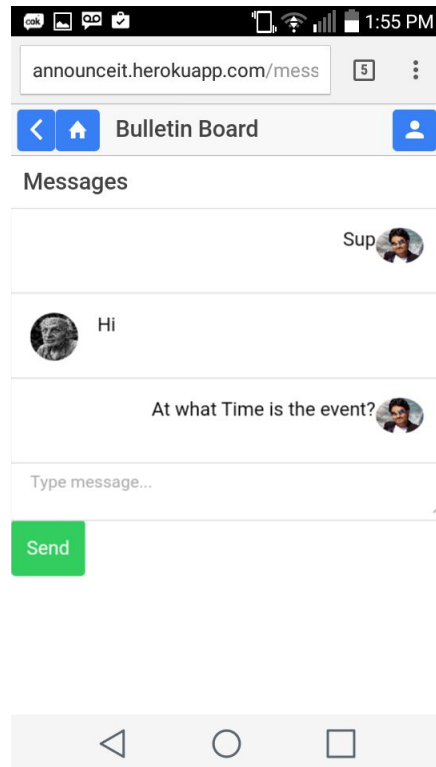 cok
1:55 PM
announceit.herokuapp.com/mess
5
Bulletin Board
Messages
Sup
Hi
At what Time is the event?
Type message...
Send